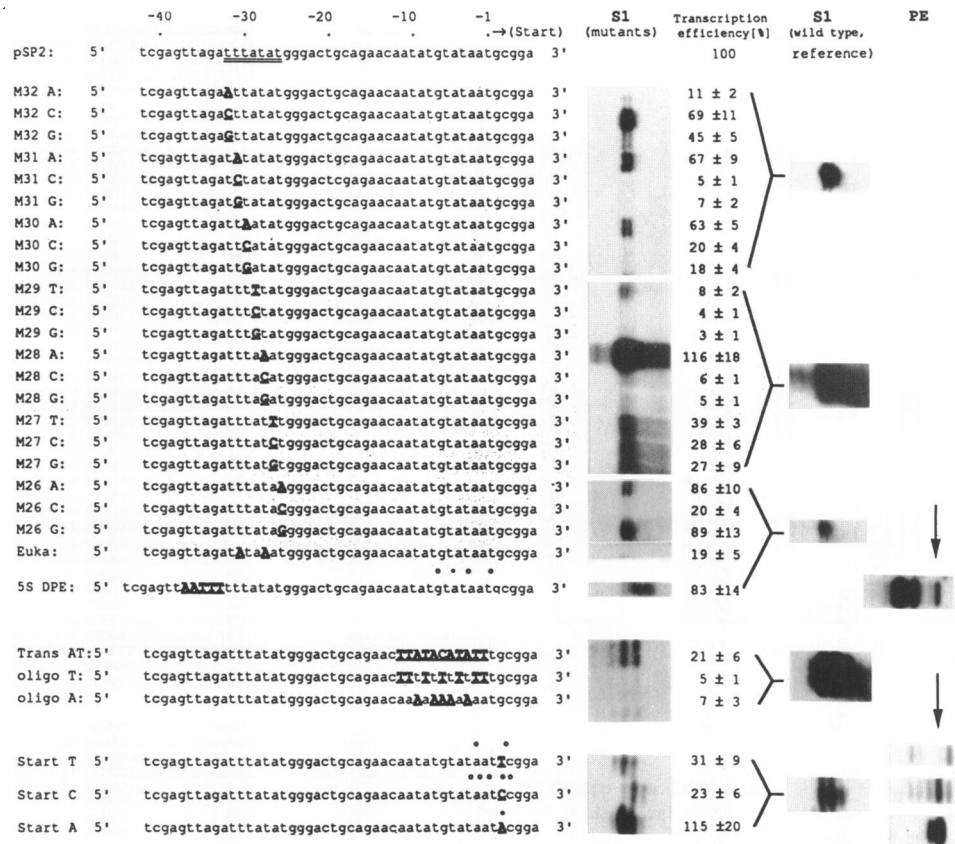 -40 -30 -20 -10 -1 S1 Transcription S1 PE
→(Start) (mutants) efficiency[%] (wild type,
pSP2: 5' tcgagttagatttatatgggactgcagaacaatatgtataatgcgga 3' 100 reference)
M32 A: 5' tcgagttagaAttatatgggactgcagaacaatatgtataatgcgga 3' 11 ± 2
M32 C: 5' tcgagttagaCttatatgggactgcagaacaatatgtataatgcgga 3' 69 ±11
M32 G: 5' tcgagttagaGttatatgggactgcagaacaatatgtataatgcgga 3' 45 ± 5
M31 A: 5' tcgagttagatAtatatgggactgcagaacaatatgtataatgcgga 3' 67 ± 9
M31 C: 5' tcgagttagatCtatatgggactgcagaacaatatgtataatgcgga 3' 5 ± 1
M31 G: 5' tcgagttagatGtatatgggactgcagaacaatatgtataatgcgga 3' 7 ± 2
M30 A: 5' tcgagttagattAatatgggactgcagaacaatatgtataatgcgga 3' 63 ± 5
M30 C: 5' tcgagttagattCatatgggactgcagaacaatatgtataatgcgga 3' 20 ± 4
M30 G: 5' tcgagttagattGatatgggactgcagaacaatatgtataatgcgga 3' 18 ± 4
M29 T: 5' tcgagttagatttTtatgggactgcagaacaatatgtataatgcgga 3' 8 ± 2
M29 C: 5' tcgagttagatttCtatgggactgcagaacaatatgtataatgcgga 3' 4 ± 1
M29 G: 5' tcgagttagatttGtatgggactgcagaacaatatgtataatgcgga 3' 3 ± 1
M28 A: 5' tcgagttagatttaAatgggactgcagaacaatatgtataatgcgga 3' 116 ±18
M28 C: 5' tcgagttagatttaCatgggactgcagaacaatatgtataatgcgga 3' 6 ± 1
M28 G: 5' tcgagttagatttaGatgggactgcagaacaatatgtataatgcgga 3' 5 ± 1
M27 T: 5' tcgagttagatttatTtgggactgcagaacaatatgtataatgcgga 3' 39 ± 3
M27 C: 5' tcgagttagatttatCtgggactgcagaacaatatgtataatgcgga 3' 28 ± 6
M27 G: 5' tcgagttagatttatGtgggactgcagaacaatatgtataatgcgga 3' 27 ± 9
M26 A: 5' tcgagttagatttataAgggactgcagaacaatatgtataatgcgga 3' 86 ±10
M26 C: 5' tcgagttagatttataCgggactgcagaacaatatgtataatgcgga 3' 20 ± 4
M26 G: 5' tcgagttagatttataGgggactgcagaacaatatgtataatgcgga 3' 89 ±13
Euka: 5' tcgagttagatAtaAatgggactgcagaacaatatgtataatgcgga 3' 19 ± 5
5S DPE: 5' tcgagttAATTTtttatatgggactgcagaacaatatgtataatgcgga 3' 83 ±14
Trans AT:5' tcgagttagatttatatgggactgcagaacTTATACATATTtgcgga 3' 21 ± 6
oligo T: 5' tcgagttagatttatatgggactgcagaacTTtTtTtTtTTtgcgga 3' 5 ± 1
oligo A: 5' tcgagttagatttatatgggactgcagaacaaAaAAAaAaatgcgga 3' 7 ± 3
Start T 5' tcgagttagatttatatgggactgcagaacaatatgtataatTcgga 3' 31 ± 9
Start C 5' tcgagttagatttatatgggactgcagaacaatatgtataatCcgga 3' 23 ± 6
Start A 5' tcgagttagatttatatgggactgcagaacaatatgtataatAcgga 3' 115 ±20